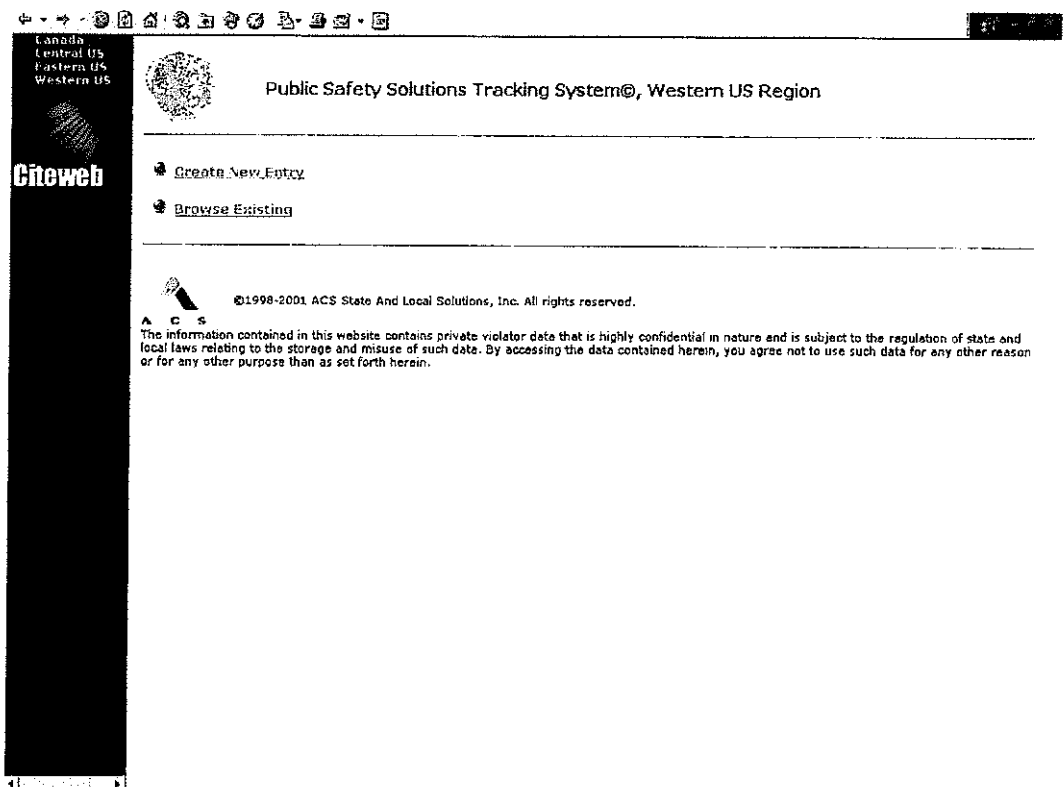 Canada
Central US
Eastern US
Western US
Citeweb
Public Safety Solutions Tracking System©, Western US Region
Create New Entry
Browse Existing
A C S
©1998-2001 ACS State And Local Solutions, Inc. All rights reserved.
The information contained in this website contains private violator data that is highly confidential in nature and is subject to the regulation of state and
local laws relating to the storage and misuse of such data. By accessing the data contained herein, you agree not to use such data for any other reason
or for any other purpose than as set forth herein.